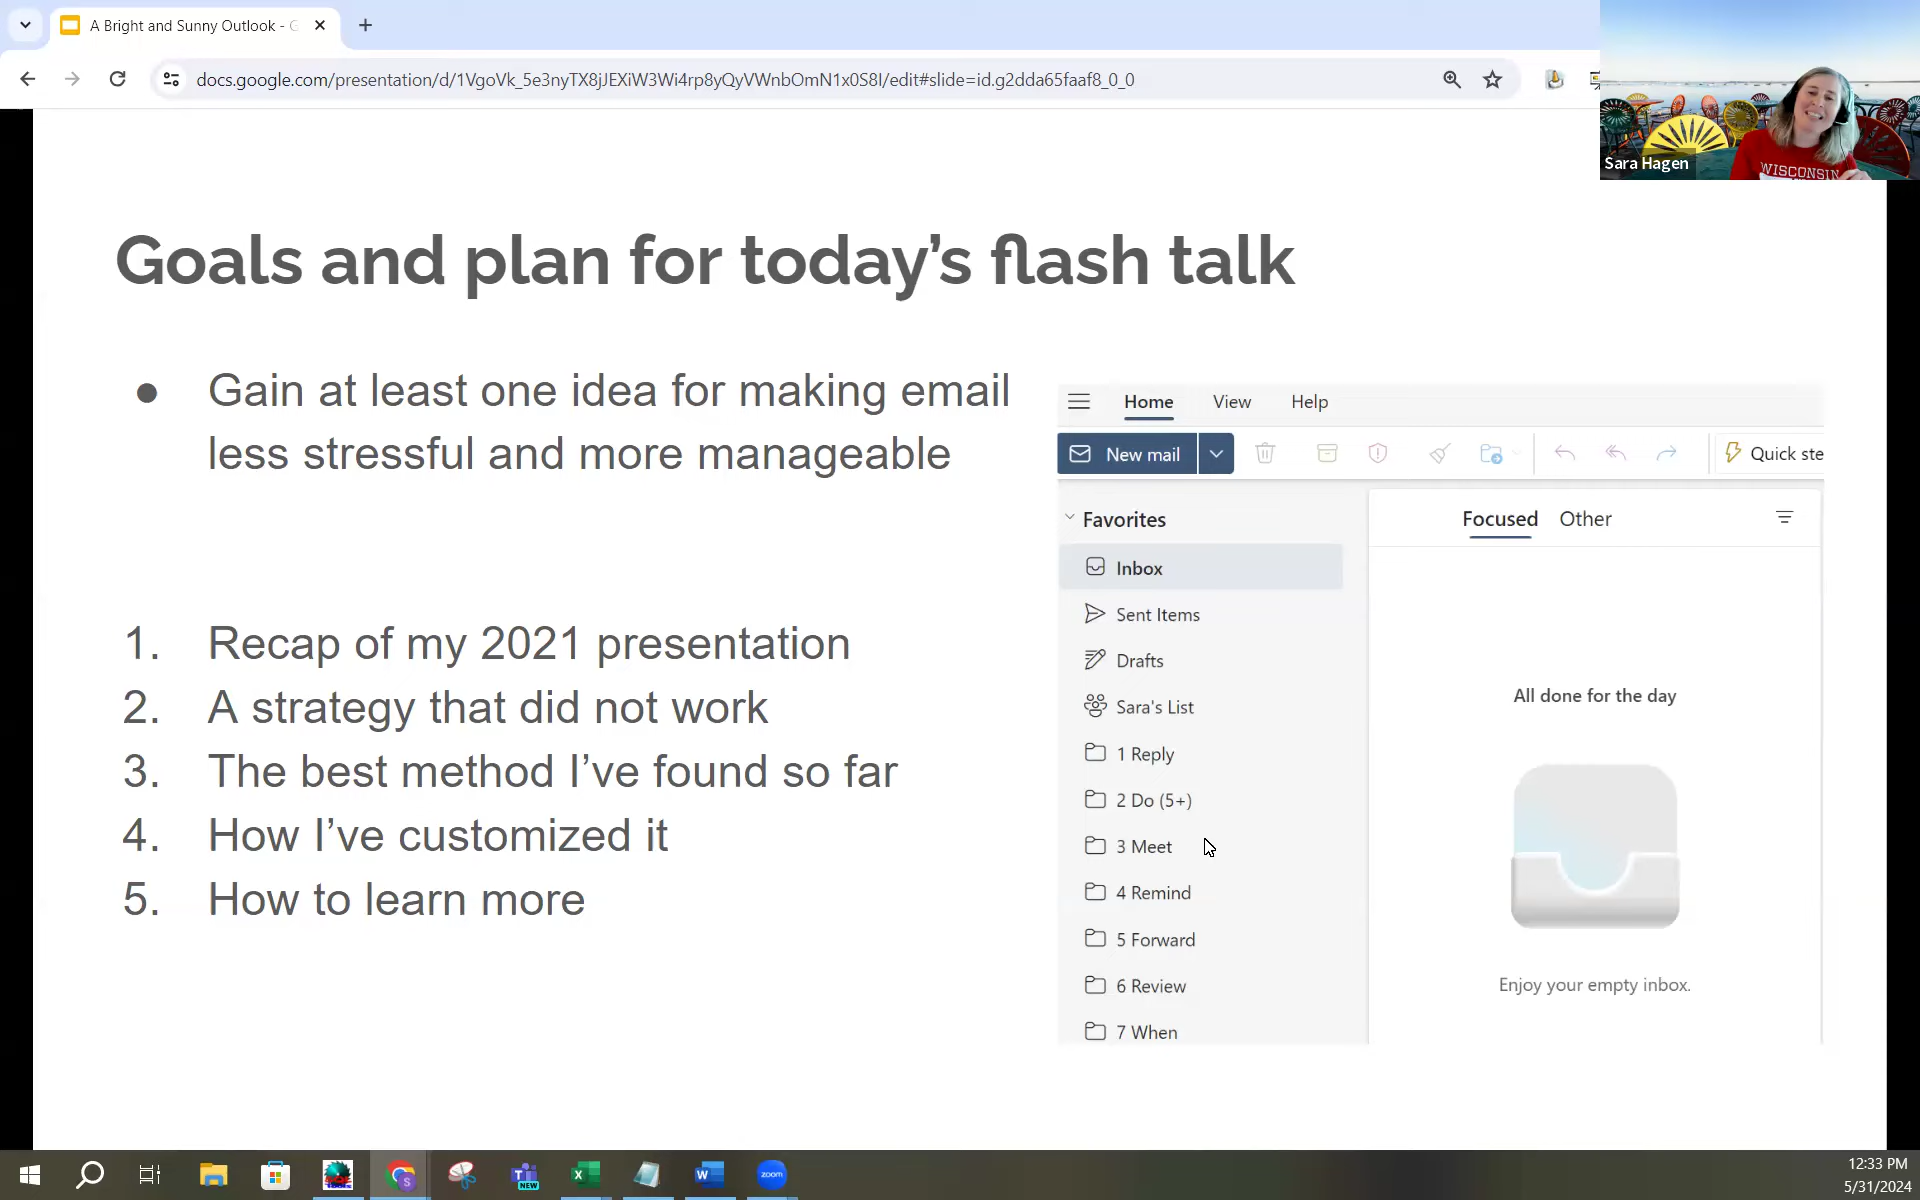 A Bright and Sunny Outlook - G
docs.google.com/presentation/d/1VgoVk_5e3nyTX8jJEXiW3Wi4rp8yQyVWnbOmN1x0S8I/edit#slide=id.g2dda65faaf8_0_0
Sara Hagen
WISCONSIN
Goals and plan for today’s flash talk
● Gain at least one idea for making email
less stressful and more manageable
1. Recap of my 2021 presentation
2. A strategy that did not work
3. The best method I’ve found so far
4. How I’ve customized it
5. How to learn more
Home View Help
New mail
Quick ste
Favorites
Inbox
Sent Items
Drafts
Sara's List
1 Reply
2 Do (5+)
3 Meet
4 Remind
5 Forward
6 Review
7 When
Focused Other
All done for the day
Enjoy your empty inbox.
NEW
zoom
12:33 PM
5/31/2024